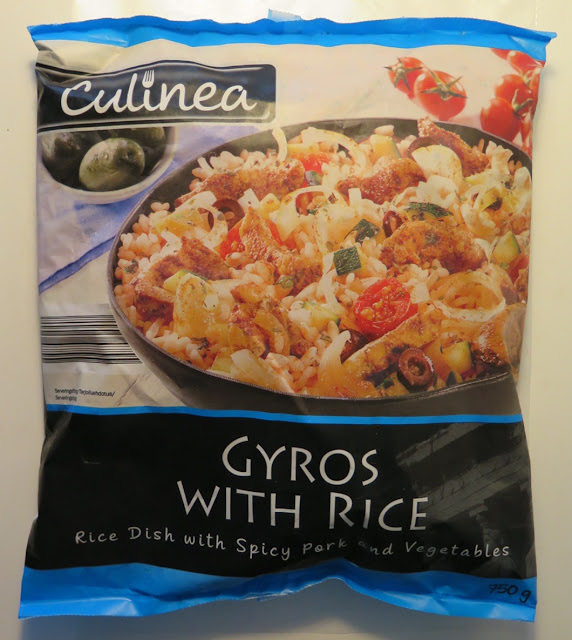 Culinea
GYROS
WITH RICE
Rice Dish with Spicy Pork and Vegetables
750 g